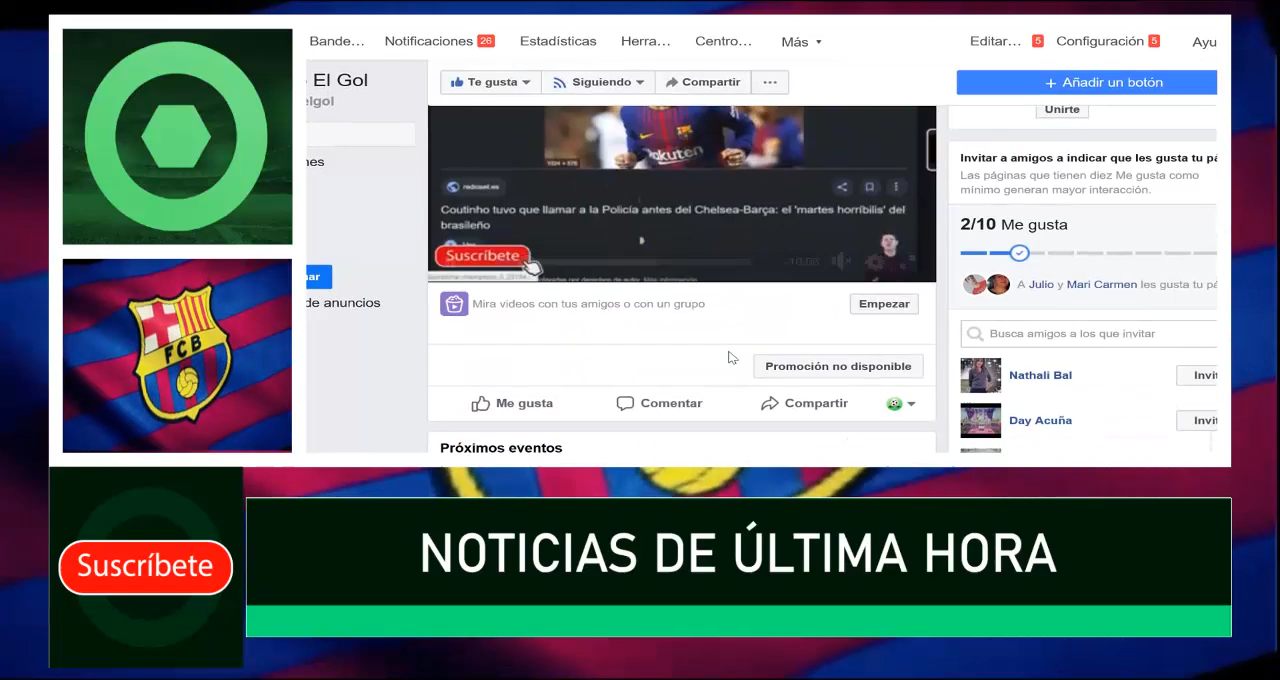 Bande...
Notificaciones 26
Estadísticas
Herra...
Centro...
Más
Editar... 5
Configuración 5
Ayu
El Gol
elgol
nes
ar
de anuncios
Te gusta
Siguiendo
Compartir
...
+ Añadir un botón
Unirte
Rakuten
Coutinho tuvo que llamar a la Policía antes del Chelsea-Barça: el 'martes horríbilis' del
brasileño
Suscríbete
Mira videos con tus amigos o con un grupo
Empezar
Promoción no disponible
Me gusta
Comentar
Compartir
Próximos eventos
Invitar a amigos a indicar que les gusta tu pá
Las páginas que tienen diez Me gusta como
mínimo generan mayor interacción.
2/10 Me gusta
A Julio y Mari Carmen les gusta tu pá
Busca amigos a los que invitar
Nathali Bal
Invit
Day Acuña
Invit
FCB
Suscríbete
NOTICIAS DE ÚLTIMA HORA